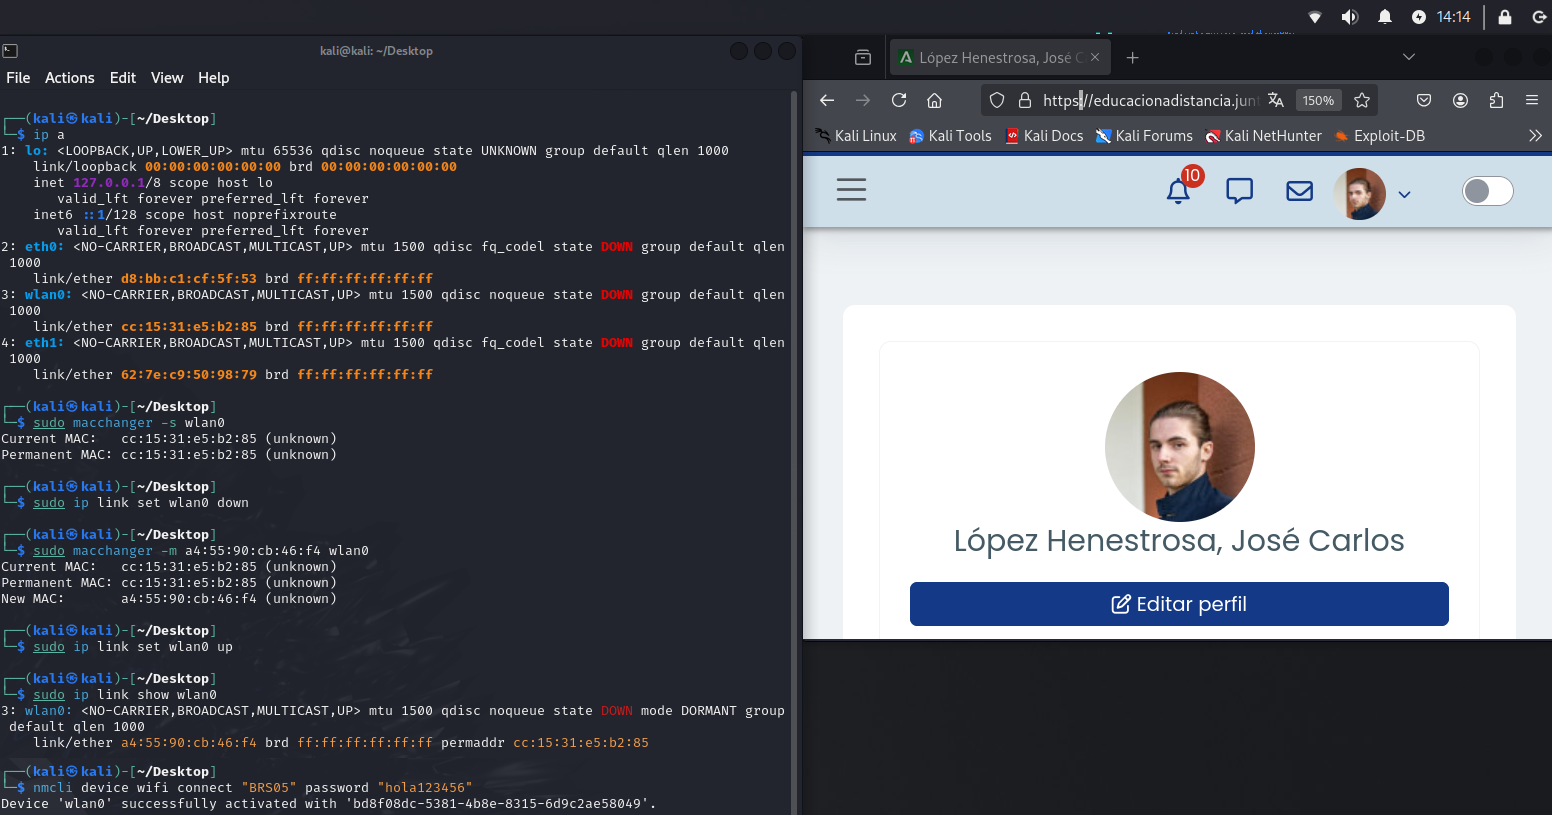 14:14
kali@kali: ~/Desktop
File Actions Edit View Help
┌──(kali㉿kali)-[~/Desktop]
└─$ ip a
1: lo: <LOOPBACK,UP,LOWER_UP> mtu 65536 qdisc noqueue state UNKNOWN group default qlen 1000
link/loopback 00:00:00:00:00:00 brd 00:00:00:00:00:00
inet 127.0.0.1/8 scope host lo
valid_lft forever preferred_lft forever
inet6 ::1/128 scope host noprefixroute
valid_lft forever preferred_lft forever
2: eth0: <NO-CARRIER,BROADCAST,MULTICAST,UP> mtu 1500 qdisc fq_codel state DOWN group default qlen
1000
link/ether d8:bb:c1:cf:5f:53 brd ff:ff:ff:ff:ff:ff
3: wlan0: <NO-CARRIER,BROADCAST,MULTICAST,UP> mtu 1500 qdisc noqueue state DOWN group default qlen
1000
link/ether cc:15:31:e5:b2:85 brd ff:ff:ff:ff:ff:ff
4: eth1: <NO-CARRIER,BROADCAST,MULTICAST,UP> mtu 1500 qdisc fq_codel state DOWN group default qlen
1000
link/ether 62:7e:c9:50:98:79 brd ff:ff:ff:ff:ff:ff
┌──(kali㉿kali)-[~/Desktop]
└─$ sudo macchanger -s wlan0
Current MAC: cc:15:31:e5:b2:85 (unknown)
Permanent MAC: cc:15:31:e5:b2:85 (unknown)
┌──(kali㉿kali)-[~/Desktop]
└─$ sudo ip link set wlan0 down
┌──(kali㉿kali)-[~/Desktop]
└─$ sudo macchanger -m a4:55:90:cb:46:f4 wlan0
Current MAC: cc:15:31:e5:b2:85 (unknown)
Permanent MAC: cc:15:31:e5:b2:85 (unknown)
New MAC: a4:55:90:cb:46:f4 (unknown)
┌──(kali㉿kali)-[~/Desktop]
└─$ sudo ip link set wlan0 up
┌──(kali㉿kali)-[~/Desktop]
└─$ sudo ip link show wlan0
3: wlan0: <NO-CARRIER,BROADCAST,MULTICAST,UP> mtu 1500 qdisc noqueue state DOWN mode DORMANT group
default qlen 1000
link/ether a4:55:90:cb:46:f4 brd ff:ff:ff:ff:ff:ff permaddr cc:15:31:e5:b2:85
┌──(kali㉿kali)-[~/Desktop]
└─$ nmcli device wifi connect "BRS05" password "hola123456"
Device 'wlan0' successfully activated with 'bd8f08dc-5381-4b8e-8315-6d9c2ae58049'.
López Henestrosa, José C
https://educacionadistancia.junt 150%
Kali Linux Kali Tools Kali Docs Kali Forums Kali NetHunter Exploit-DB
10
López Henestrosa, José Carlos
Editar perfil